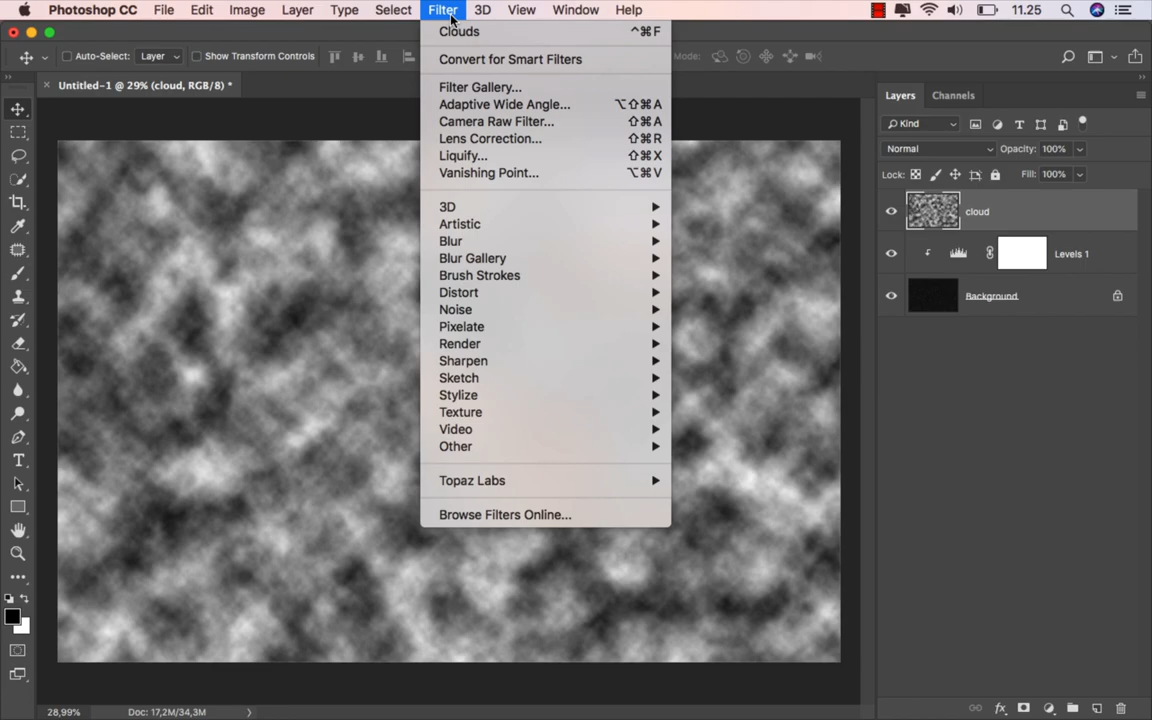 Photoshop CC File Edit Image Layer Type Select Filter 3D View Window Help 11.25
Auto-Select: Layer Show Transform Controls Mode:
Untitled-1 @ 29% (cloud, RGB/8) *
Clouds ^⌘F
Convert for Smart Filters
Filter Gallery...
Adaptive Wide Angle... ⌥⇧⌘A
Camera Raw Filter... ⇧⌘A
Lens Correction... ⇧⌘R
Liquify... ⇧⌘X
Vanishing Point... ⌥⌘V
3D
Artistic
Blur
Blur Gallery
Brush Strokes
Distort
Noise
Pixelate
Render
Sharpen
Sketch
Stylize
Texture
Video
Other
Topaz Labs
Browse Filters Online...
Layers Channels
Kind
Normal Opacity: 100%
Lock: Fill: 100%
cloud
Levels 1
Background
28,99% Doc: 17,2M/34,3M